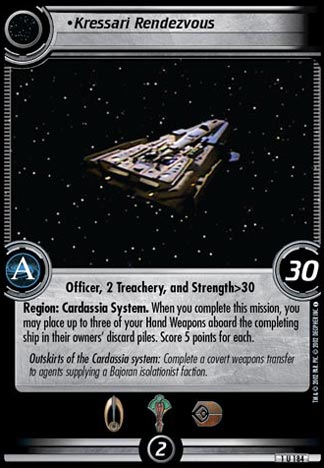 •Kressari Rendezvous
A
30
Officer, 2 Treachery, and Strength>30
Region: Cardassia System. When you complete this mission, you
may place up to three of your Hand Weapons aboard the completing
ship in their owners' discard piles. Score 5 points for each.
Outskirts of the Cardassia system: Complete a covert weapons transfer
to agents supplying a Bajoran isolationist faction.
2
1 U 184